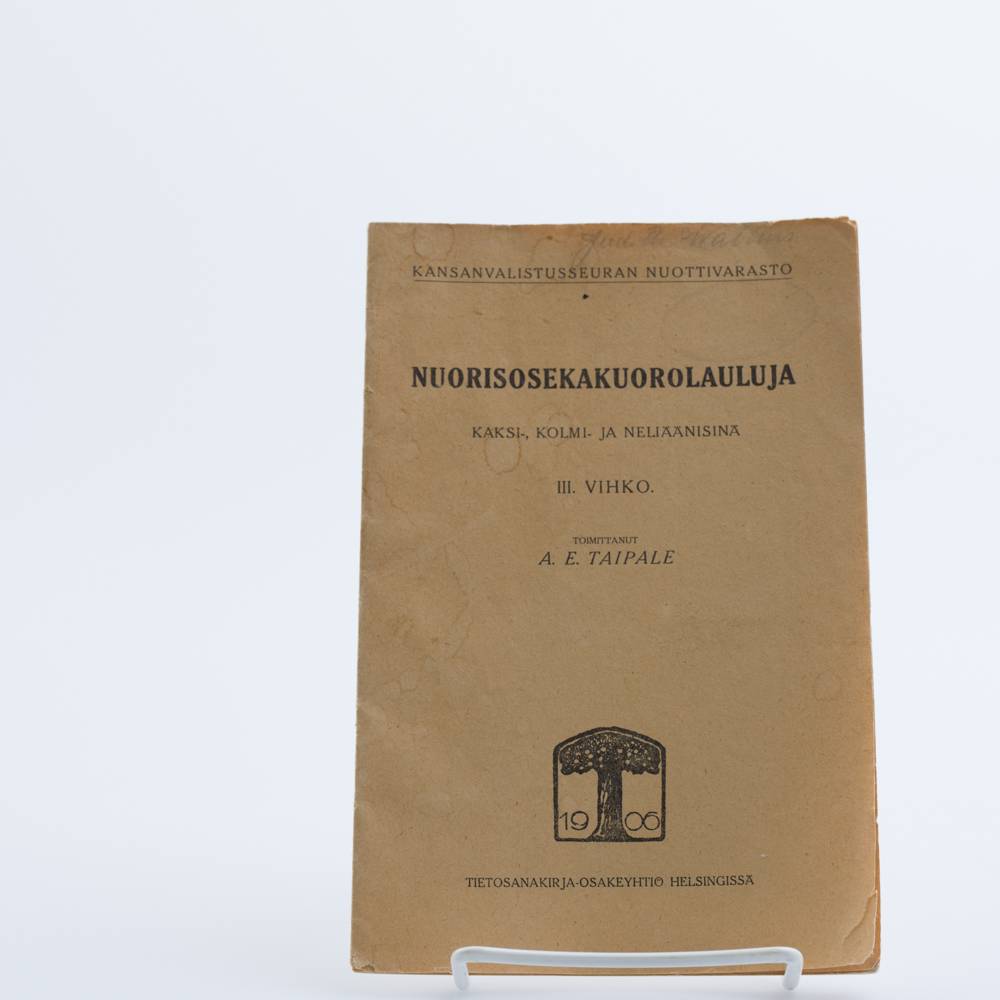 KANSANVALISTUSSEURAN NUOTTIVARASTO
NUORISOSEKAKUOROLAULUJA
KAKSI-, KOLMI- JA NELIÄÄNISINÄ
III. VIHKO.
TOIMITTANUT
A. E. TAIPALE
1906
TIETOSANAKIRJA-OSAKEYHTIÖ HELSINGISSÄ